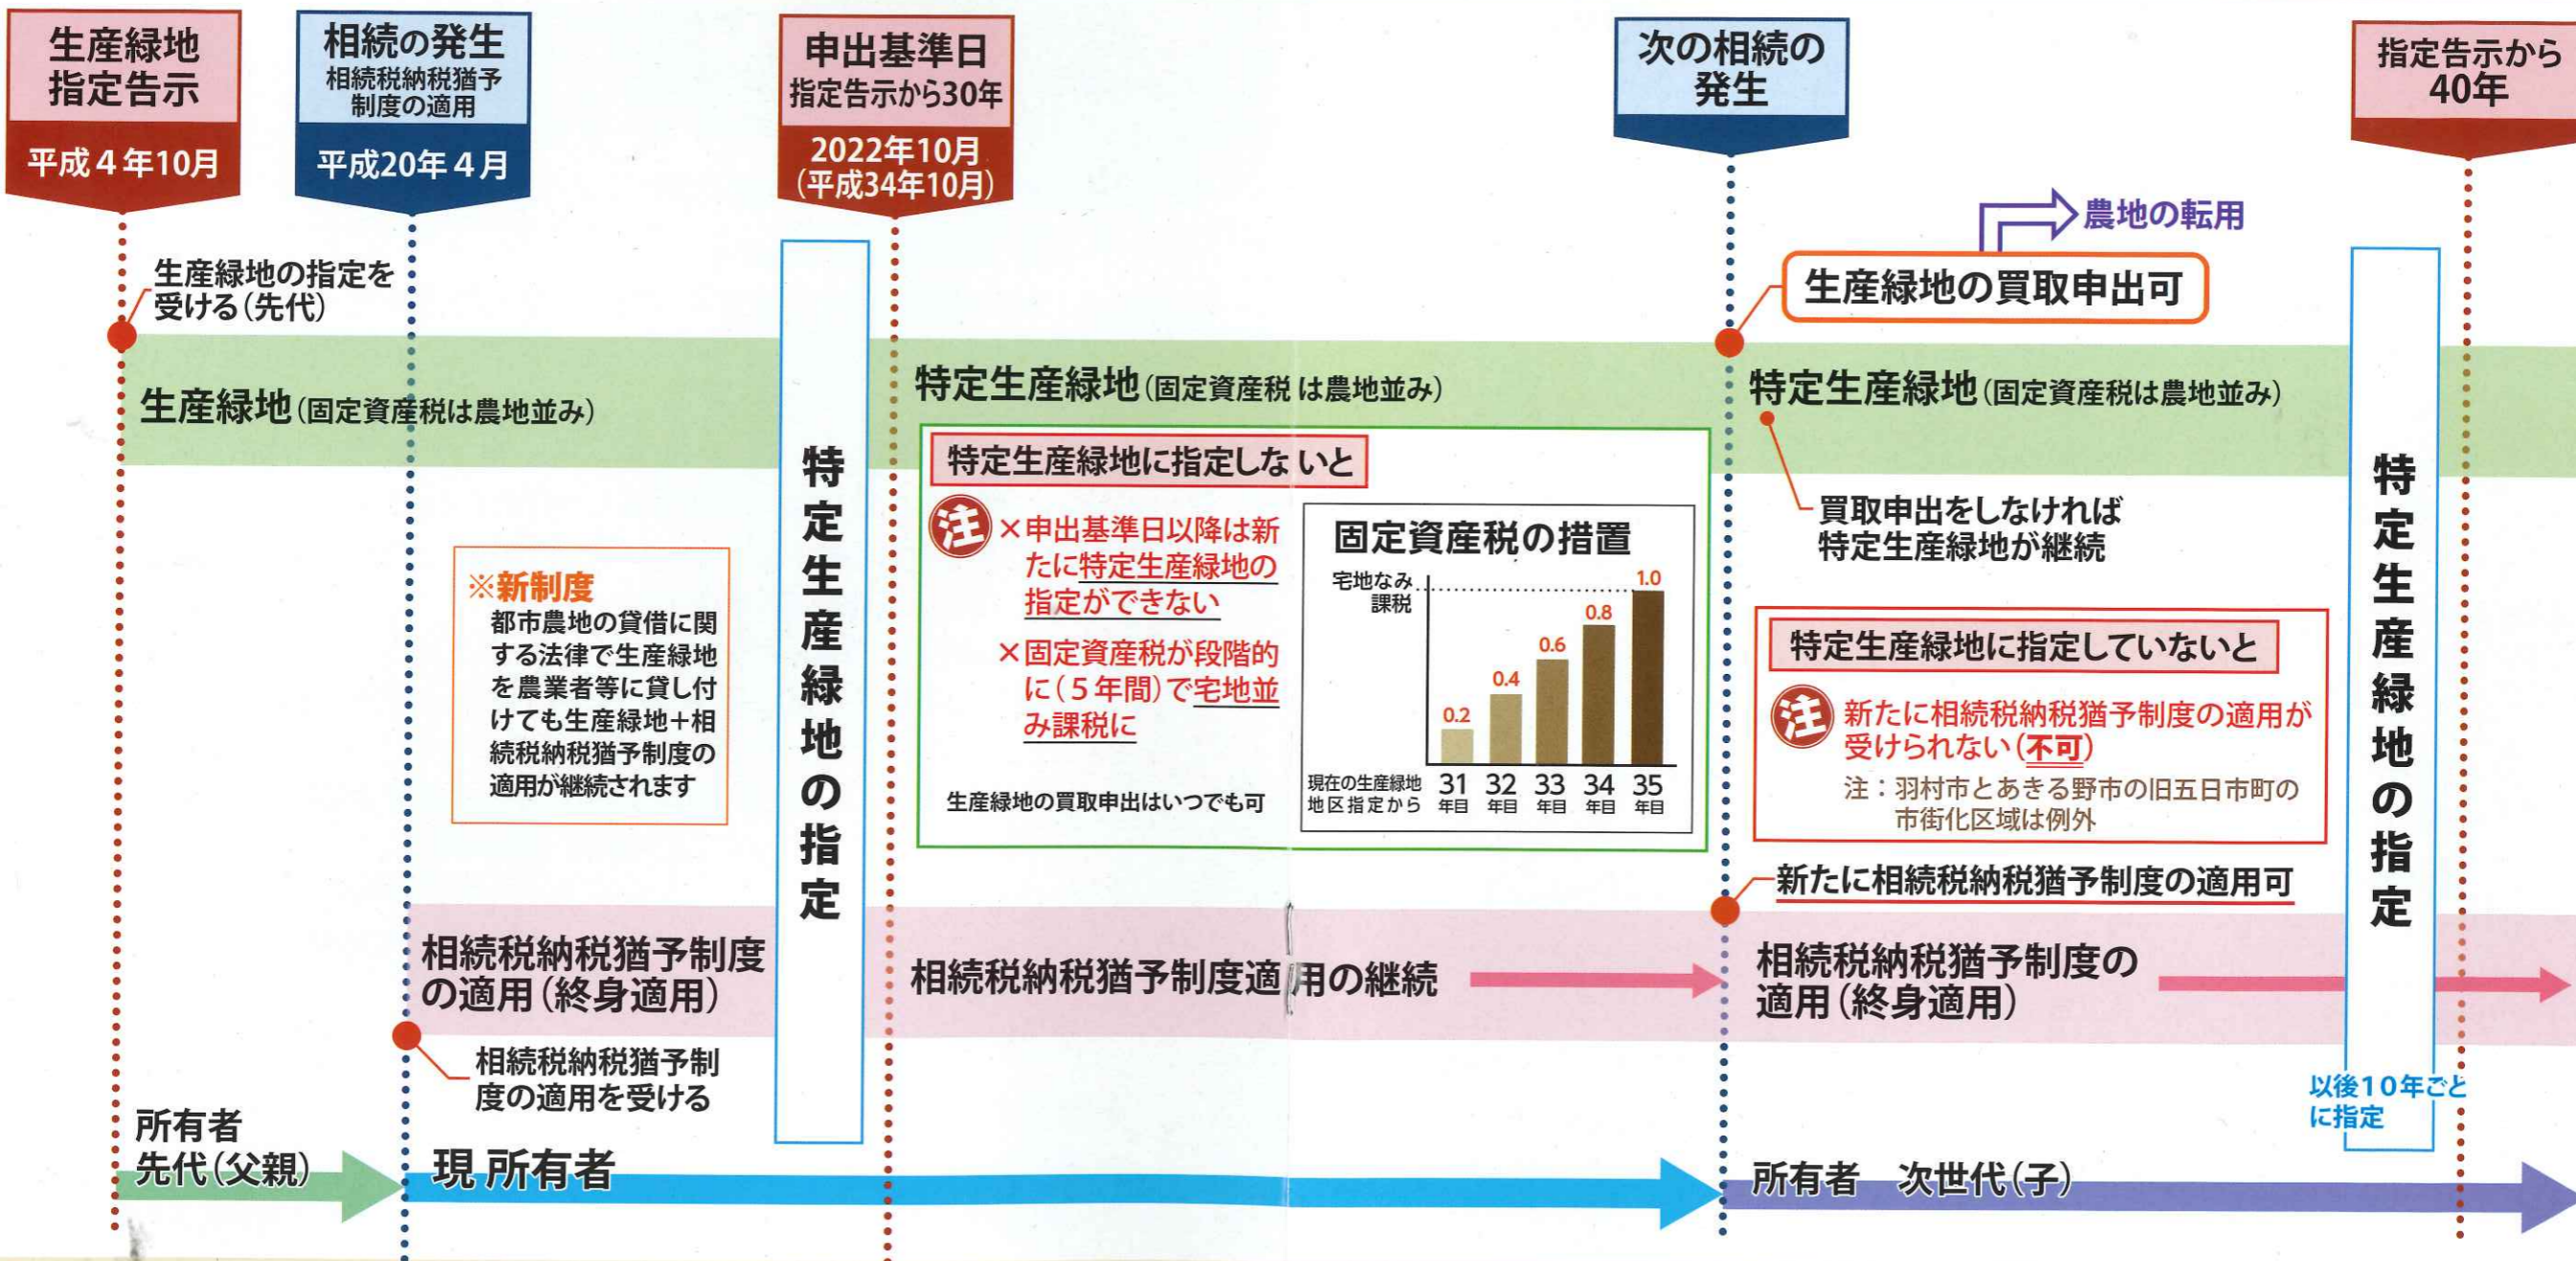 生産緑地
指定告示
平成4年10月
相続の発生
相続税納税猶予
制度の適用
平成20年4月
申出基準日
指定告示から30年
2022年10月
(平成34年10月)
次の相続の
発生
指定告示から
40年
農地の転用
生産緑地の指定を
受ける(先代)
生産緑地の買取申出可
生産緑地(固定資産税は農地並み)
特定生産緑地(固定資産税は農地並み)
特定生産緑地(固定資産税は農地並み)
特定生産緑地の指定
特定生産緑地に指定しないと
注
×申出基準日以降は新
たに特定生産緑地の
指定ができない
×固定資産税が段階的
に(5年間)で宅地並
み課税に
生産緑地の買取申出はいつでも可
固定資産税の措置
宅地なみ
課税
0.2
0.4
0.6
0.8
1.0
現在の生産緑地
地区指定から
31
年目
32
年目
33
年目
34
年目
35
年目
※新制度
都市農地の貸借に関
する法律で生産緑地
を農業者等に貸し付
けても生産緑地+相
続税納税猶予制度の
適用が継続されます
買取申出をしなければ
特定生産緑地が継続
特定生産緑地に指定していないと
注
新たに相続税納税猶予制度の適用が
受けられない(不可)
注:羽村市とあきる野市の旧五日市町の
市街化区域は例外
新たに相続税納税猶予制度の適用可
特定生産緑地の指定
相続税納税猶予制度
の適用(終身適用)
相続税納税猶予制度適用の継続
相続税納税猶予制度の
適用(終身適用)
相続税納税猶予制
度の適用を受ける
以後10年ごと
に指定
所有者
先代(父親)
現 所有者
所有者 次世代(子)